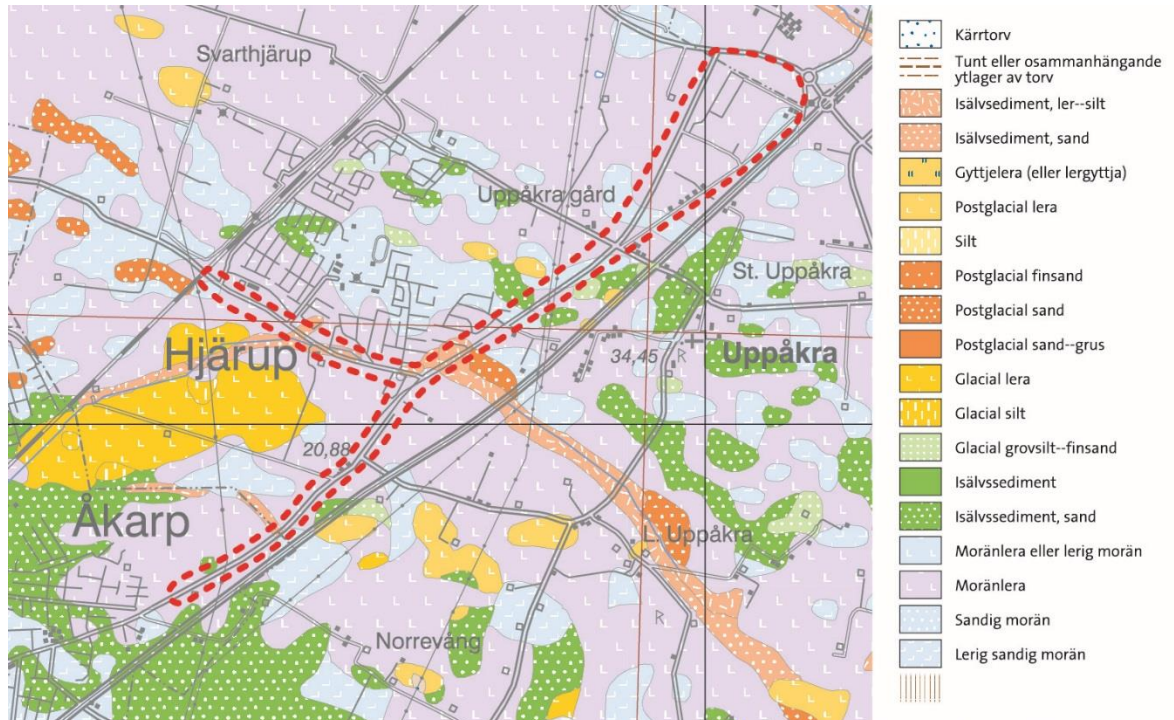 Svarthjärup
Uppåkra gård
St. Uppåkra
Hjärup
34,45
R
Uppåkra
20,88
Åkarp
L. Uppåkra
R
Norrevång
Kärrtorv
Tunt eller osammanhängande
ytlager av torv
Isälvsediment, ler--silt
Isälvsediment, sand
Gyttjelera (eller lergyttja)
Postglacial lera
Silt
Postglacial finsand
Postglacial sand
Postglacial sand--grus
Glacial lera
Glacial silt
Glacial grovsilt--finsand
Isälvssediment
Isälvssediment, sand
Moränlera eller lerig morän
Moränlera
Sandig morän
Lerig sandig morän